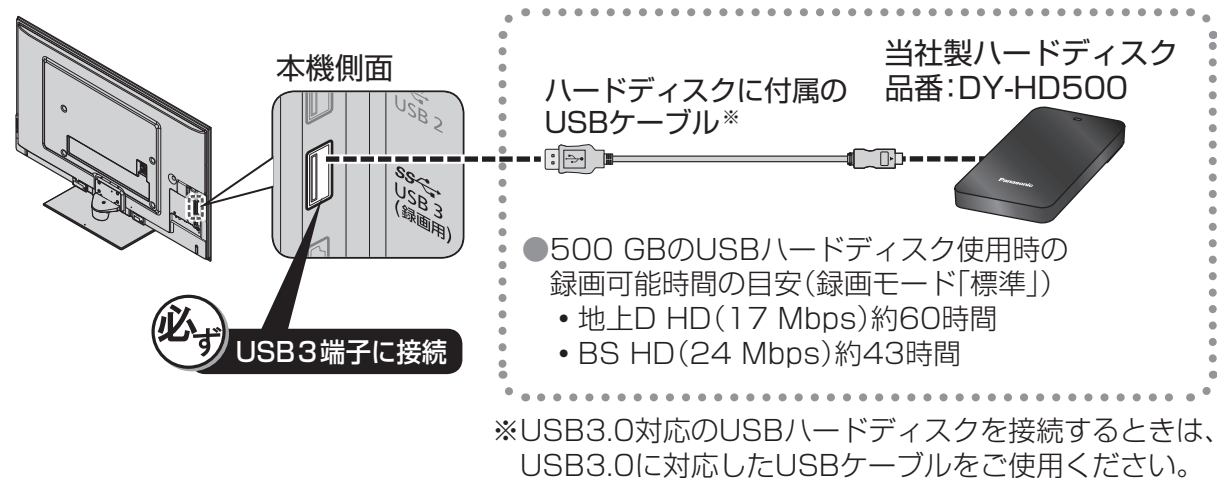 本機側面
USB 2
SS
USB 3
(録画用)
必ず
USB3端子に接続
ハードディスクに付属の
USBケーブル※
当社製ハードディスク
品番:DY-HD500
Panasonic
●500 GBのUSBハードディスク使用時の
録画可能時間の目安(録画モード「標準」)
・地上D HD(17 Mbps)約60時間
・BS HD(24 Mbps)約43時間
※USB3.0対応のUSBハードディスクを接続するときは、
USB3.0に対応したUSBケーブルをご使用ください。